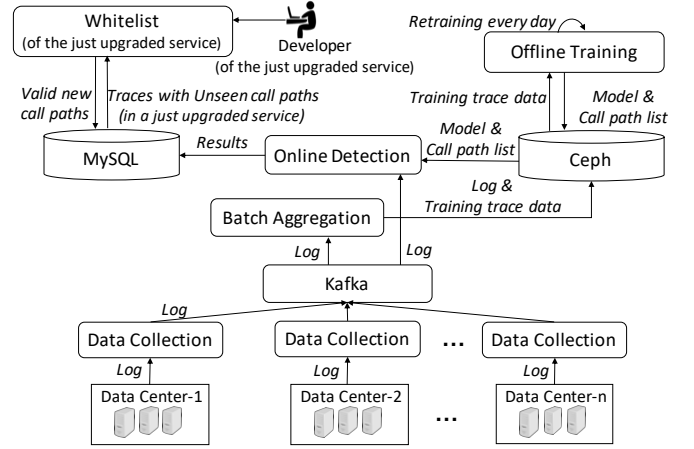 Whitelist
(of the just upgraded service)
Developer
(of the just upgraded service)
Retraining every day
Offline Training
Valid new
call paths
Traces with Unseen call paths
(in a just upgraded service)
Training trace data
Model &
Call path list
MySQL
Results
Online Detection
Model &
Call path list
Ceph
Batch Aggregation
Log &
Training trace data
Log
Log
Kafka
Log
Data Collection
Data Collection
...
Data Collection
Log
Log
Log
Data Center-1
Data Center-2
...
Data Center-n